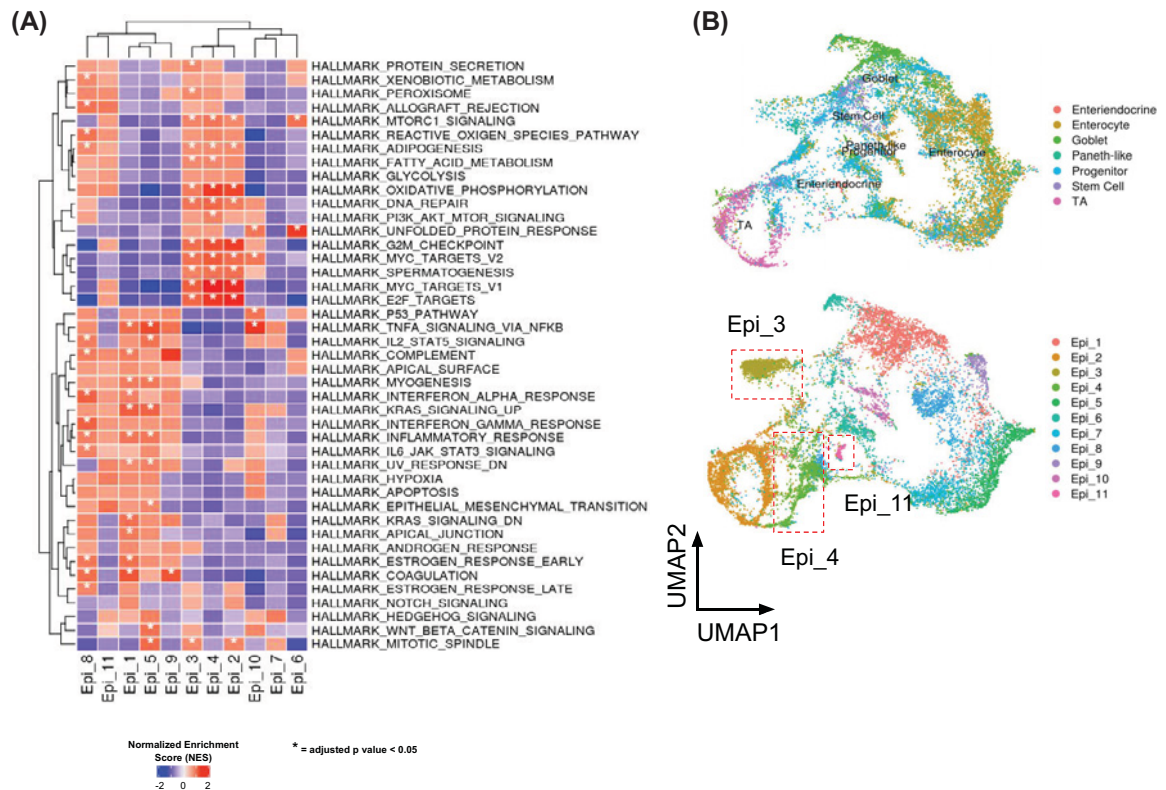 (A)
HALLMARK_PROTEIN_SECRETION
HALLMARK_XENOBIOTIC_METABOLISM
HALLMARK_PEROXISOME
HALLMARK_ALLOGRAFT_REJECTION
HALLMARK_MTORC1_SIGNALING
HALLMARK_REACTIVE_OXIGEN_SPECIES_PATHWAY
HALLMARK_ADIPOGENESIS
HALLMARK_FATTY_ACID_METABOLISM
HALLMARK_GLYCOLYSIS
HALLMARK_OXIDATIVE_PHOSPHORYLATION
HALLMARK_DNA_REPAIR
HALLMARK_PI3K_AKT_MTOR_SIGNALING
HALLMARK_UNFOLDED_PROTEIN_RESPONSE
HALLMARK_G2M_CHECKPOINT
HALLMARK_MYC_TARGETS_V2
HALLMARK_SPERMATOGENESIS
HALLMARK_MYC_TARGETS_V1
HALLMARK_E2F_TARGETS
HALLMARK_P53_PATHWAY
HALLMARK_TNFA_SIGNALING_VIA_NFKB
HALLMARK_IL2_STAT5_SIGNALING
HALLMARK_COMPLEMENT
HALLMARK_APICAL_SURFACE
HALLMARK_MYOGENESIS
HALLMARK_INTERFERON_ALPHA_RESPONSE
HALLMARK_KRAS_SIGNALING_UP
HALLMARK_INTERFERON_GAMMA_RESPONSE
HALLMARK_INFLAMMATORY_RESPONSE
HALLMARK_IL6_JAK_STAT3_SIGNALING
HALLMARK_UV_RESPONSE_DN
HALLMARK_HYPOXIA
HALLMARK_APOPTOSIS
HALLMARK_EPITHELIAL_MESENCHYMAL_TRANSITION
HALLMARK_KRAS_SIGNALING_DN
HALLMARK_APICAL_JUNCTION
HALLMARK_ANDROGEN_RESPONSE
HALLMARK_ESTROGEN_RESPONSE_EARLY
HALLMARK_COAGULATION
HALLMARK_ESTROGEN_RESPONSE_LATE
HALLMARK_NOTCH_SIGNALING
HALLMARK_HEDGEHOG_SIGNALING
HALLMARK_WNT_BETA_CATENIN_SIGNALING
HALLMARK_MITOTIC_SPINDLE
Epi_8
Epi_11
Epi_1
Epi_5
Epi_9
Epi_3
Epi_4
Epi_2
Epi_10
Epi_7
Epi_6
Normalized Enrichment
Score (NES)
-2 0 2
* = adjusted p value < 0.05
(B)
Goblet
Stem Cell
Paneth-like
Progenitor
Enterocyte
Enteriendocrine
TA
Enteriendocrine
Enterocyte
Goblet
Paneth-like
Progenitor
Stem Cell
TA
Epi_3
Epi_11
Epi_4
UMAP2
UMAP1
Epi_1
Epi_2
Epi_3
Epi_4
Epi_5
Epi_6
Epi_7
Epi_8
Epi_9
Epi_10
Epi_11